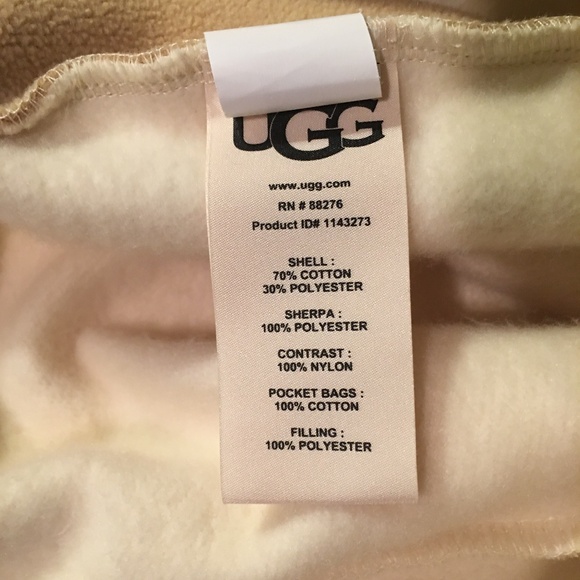 UGG
www.ugg.com
RN # 88276
Product ID# 1143273
SHELL :
70% COTTON
30% POLYESTER
SHERPA :
100% POLYESTER
CONTRAST :
100% NYLON
POCKET BAGS :
100% COTTON
FILLING :
100% POLYESTER